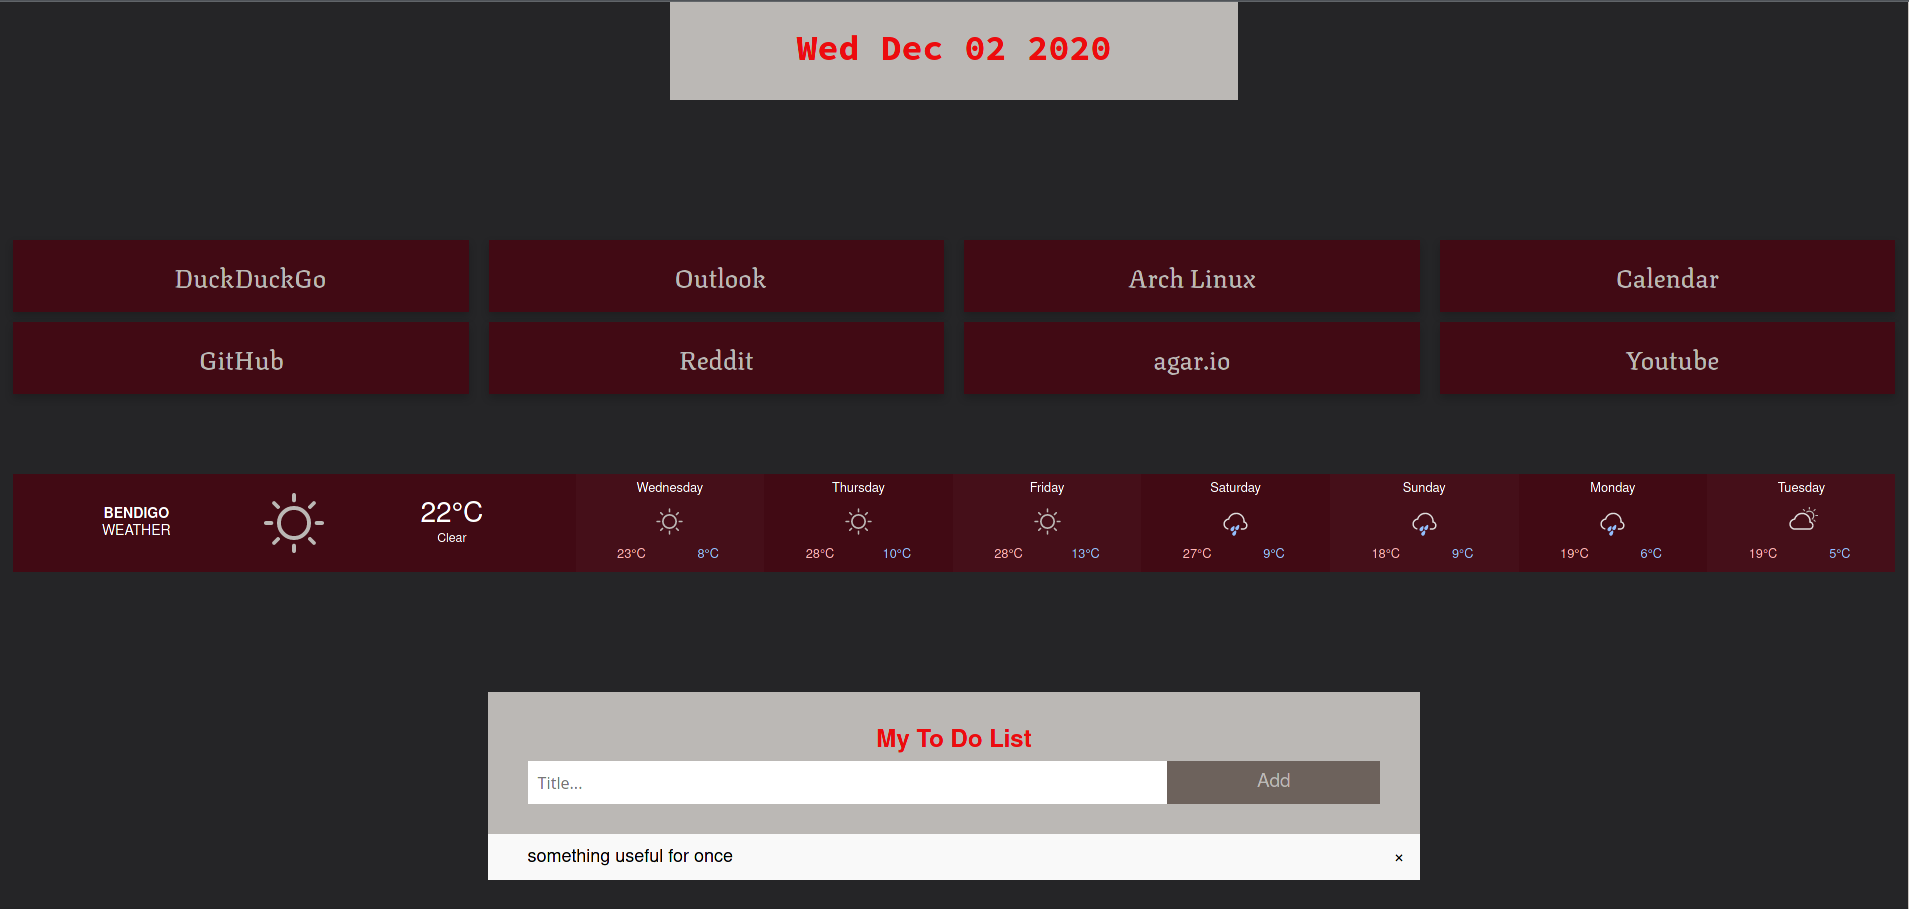 Wed Dec 02 2020
DuckDuckGo
Outlook
Arch Linux
Calendar
GitHub
Reddit
agar.io
Youtube
BENDIGO
WEATHER
22°C
Clear
Wednesday
23°C 8°C
Thursday
28°C 10°C
Friday
28°C 13°C
Saturday
27°C 9°C
Sunday
18°C 9°C
Monday
19°C 6°C
Tuesday
19°C 5°C
My To Do List
Title...
Add
something useful for once ×